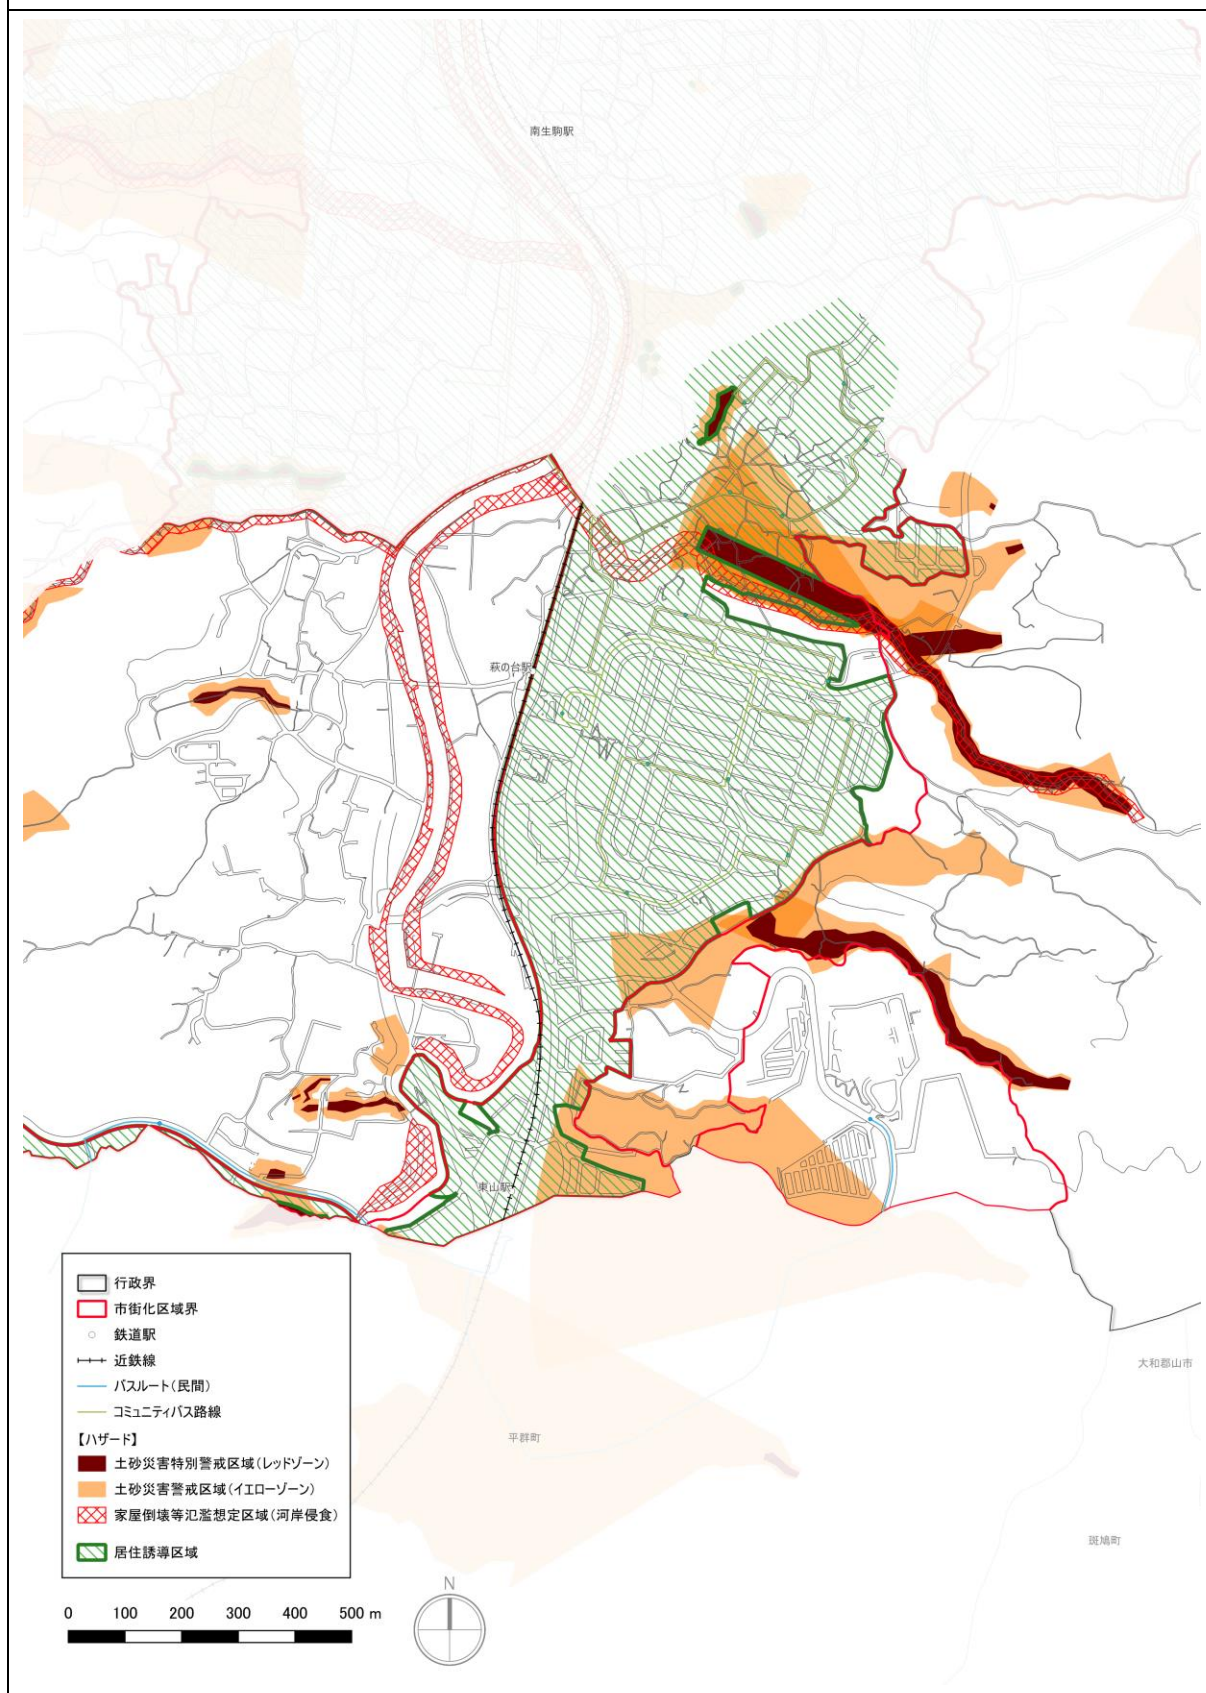 南生駒駅
萩の台駅
東山駅
行政界
市街化区域界
鉄道駅
近鉄線
バスルート(民間)
コミュニティバス路線
【ハザード】
土砂災害特別警戒区域(レッドゾーン)
土砂災害警戒区域(イエローゾーン)
家屋倒壊等氾濫想定区域(河岸侵食)
居住誘導区域
大和郡山市
平群町
斑鳩町
N
0 100 200 300 400 500 m